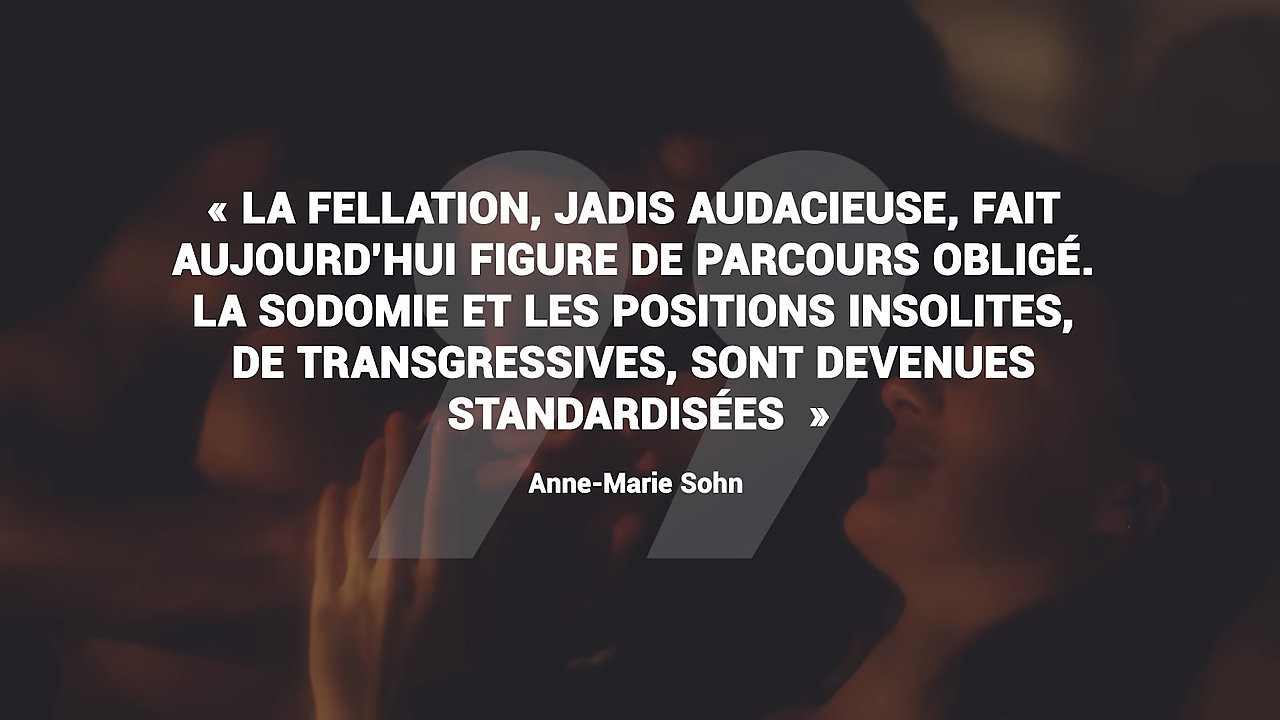 « LA FELLATION, JADIS AUDACIEUSE, FAIT
AUJOURD'HUI FIGURE DE PARCOURS OBLIGÉ.
LA SODOMIE ET LES POSITIONS INSOLITES,
DE TRANSGRESSIVES, SONT DEVENUES
STANDARDISÉES »
Anne-Marie Sohn